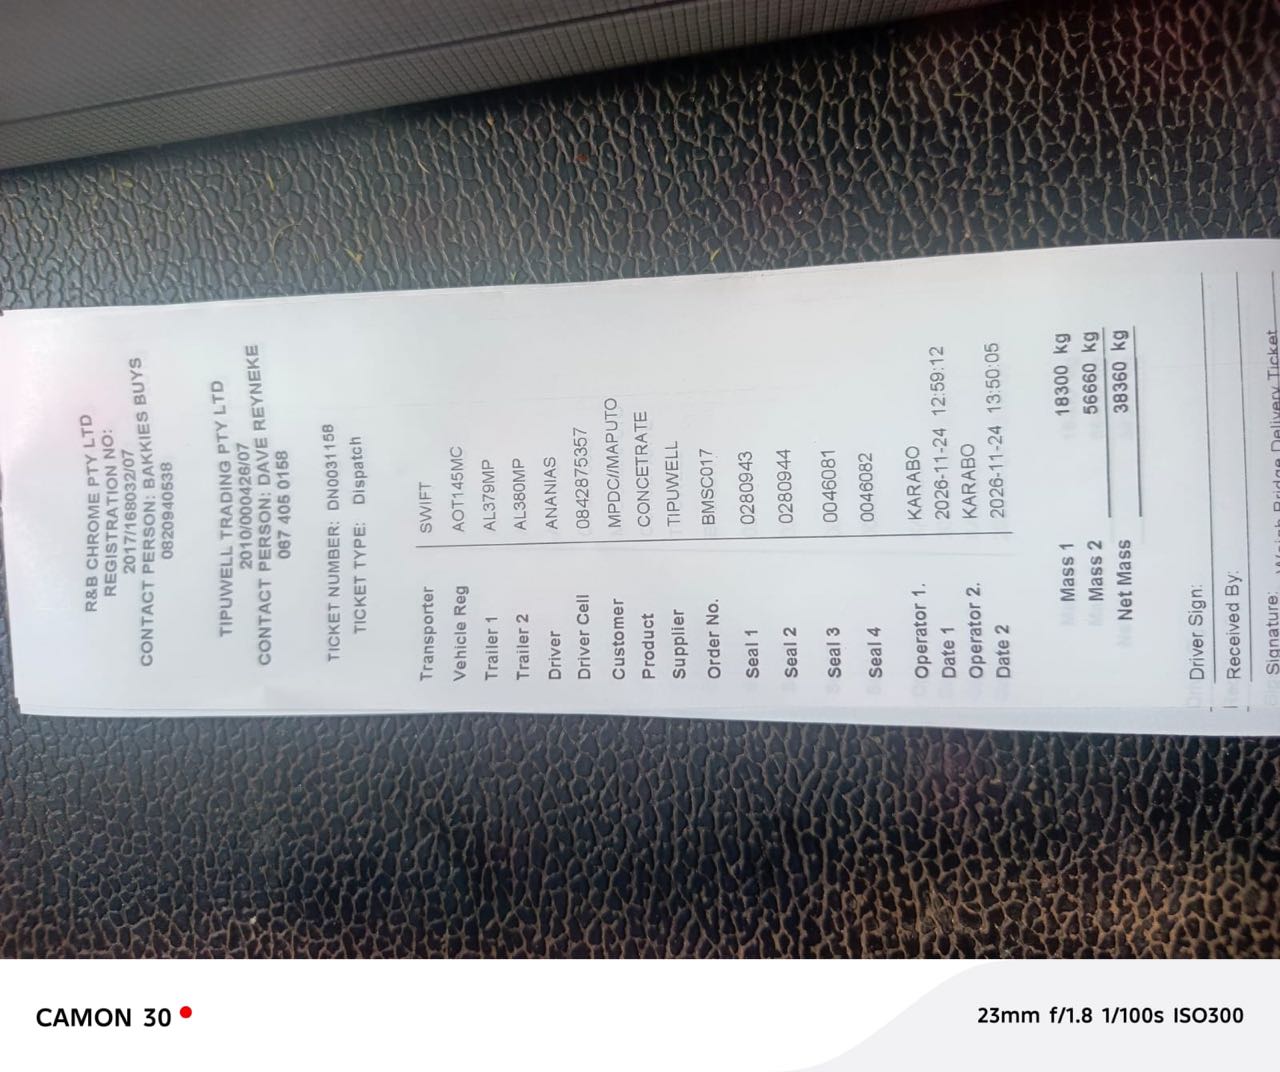 R&B CHROME PTY LTD
REGISTRATION NO:
2017/168032/07
CONTACT PERSON: BAKKIES BUYS
0820940538
TIPUWELL TRADING PTY LTD
2010/000426/07
CONTACT PERSON: DAVE REYNEKE
067 405 0158
TICKET NUMBER: DN0031158
TICKET TYPE: Dispatch
Transporter SWIFT
Vehicle Reg AOT145MC
Trailer 1 AL379MP
Trailer 2 AL380MP
Driver ANANIAS
Driver Cell 0842875357
Customer MPDC//MAPUTO
Product CONCETRATE
Supplier TIPUWELL
Order No. BMSC017
Seal 1 0280943
Seal 2 0280944
Seal 3 0046081
Seal 4 0046082
Operator 1. KARABO
Date 1 2026-11-24 12:59:12
Operator 2. KARABO
Date 2 2026-11-24 13:50:05
Mass 1 18300 kg
Mass 2 56660 kg
Net Mass 38360 kg
Driver Sign:
Received By:
Signature:
Delivery Ticket
CAMON 30
23mm f/1.8 1/100s ISO300